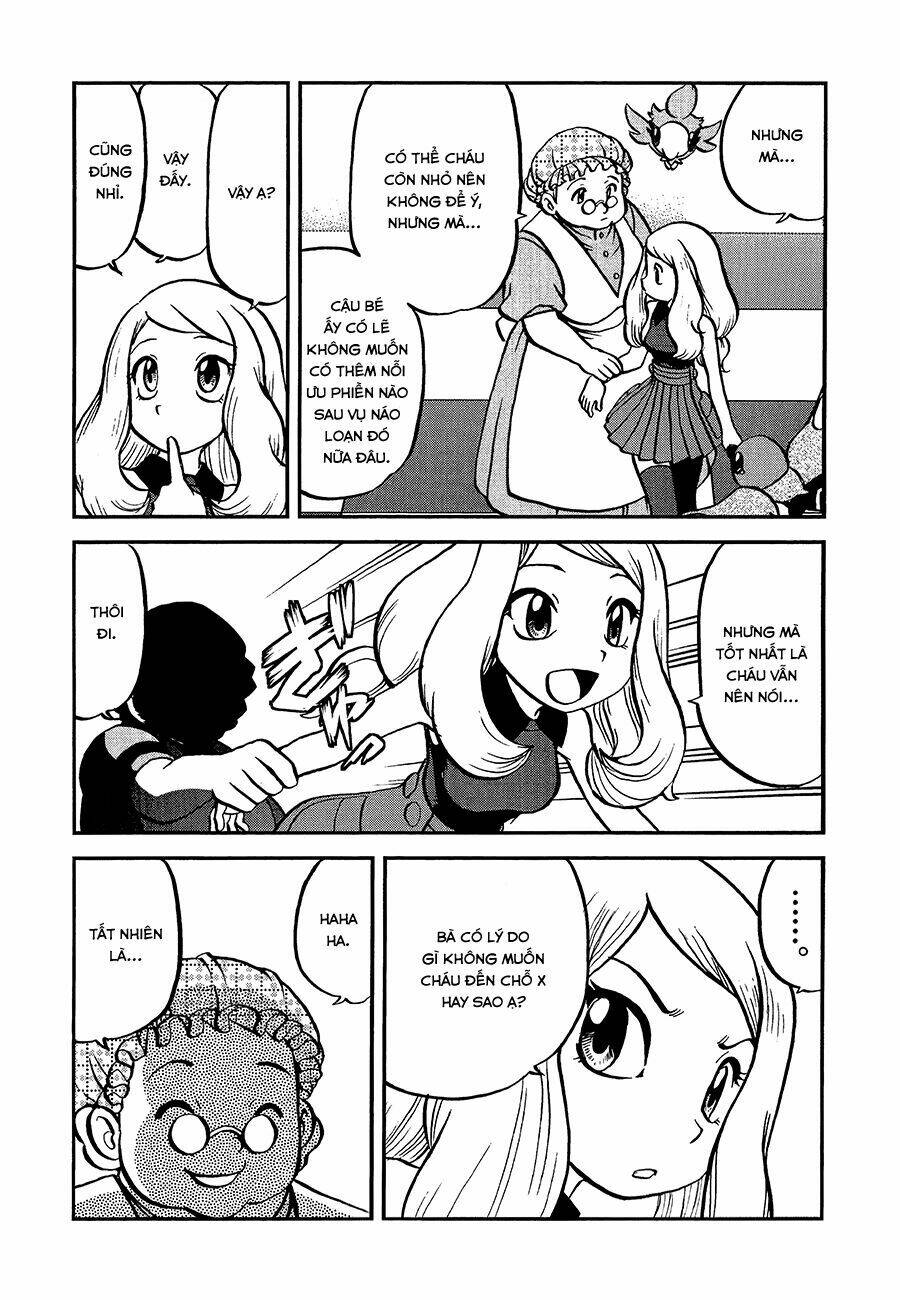 NHƯNG
MÀ...
CÓ THỂ CHÁU
CÒN NHỎ NÊN
KHÔNG ĐỂ Ý,
NHƯNG MÀ...
CẬU BÉ
ẤY CÓ LẼ
KHÔNG MUỐN
CÓ THÊM NỖI
ƯU PHIỀN NÀO
SAU VỤ NÁO
LOẠN ĐÓ
NỮA ĐÂU.
VẬY Ạ?
VẬY
ĐẤY.
CŨNG
ĐÚNG
NHỈ.
NHƯNG MÀ
TỐT NHẤT LÀ
CHÁU VẪN
NÊN NÓI...
ぎゅ
THÔI
ĐI.
.......。
BÀ CÓ LÝ DO
GÌ KHÔNG MUỐN
CHÁU ĐẾN CHỖ X
HAY SAO Ạ?
HAHA
HA.
TẤT NHIÊN
LÀ...